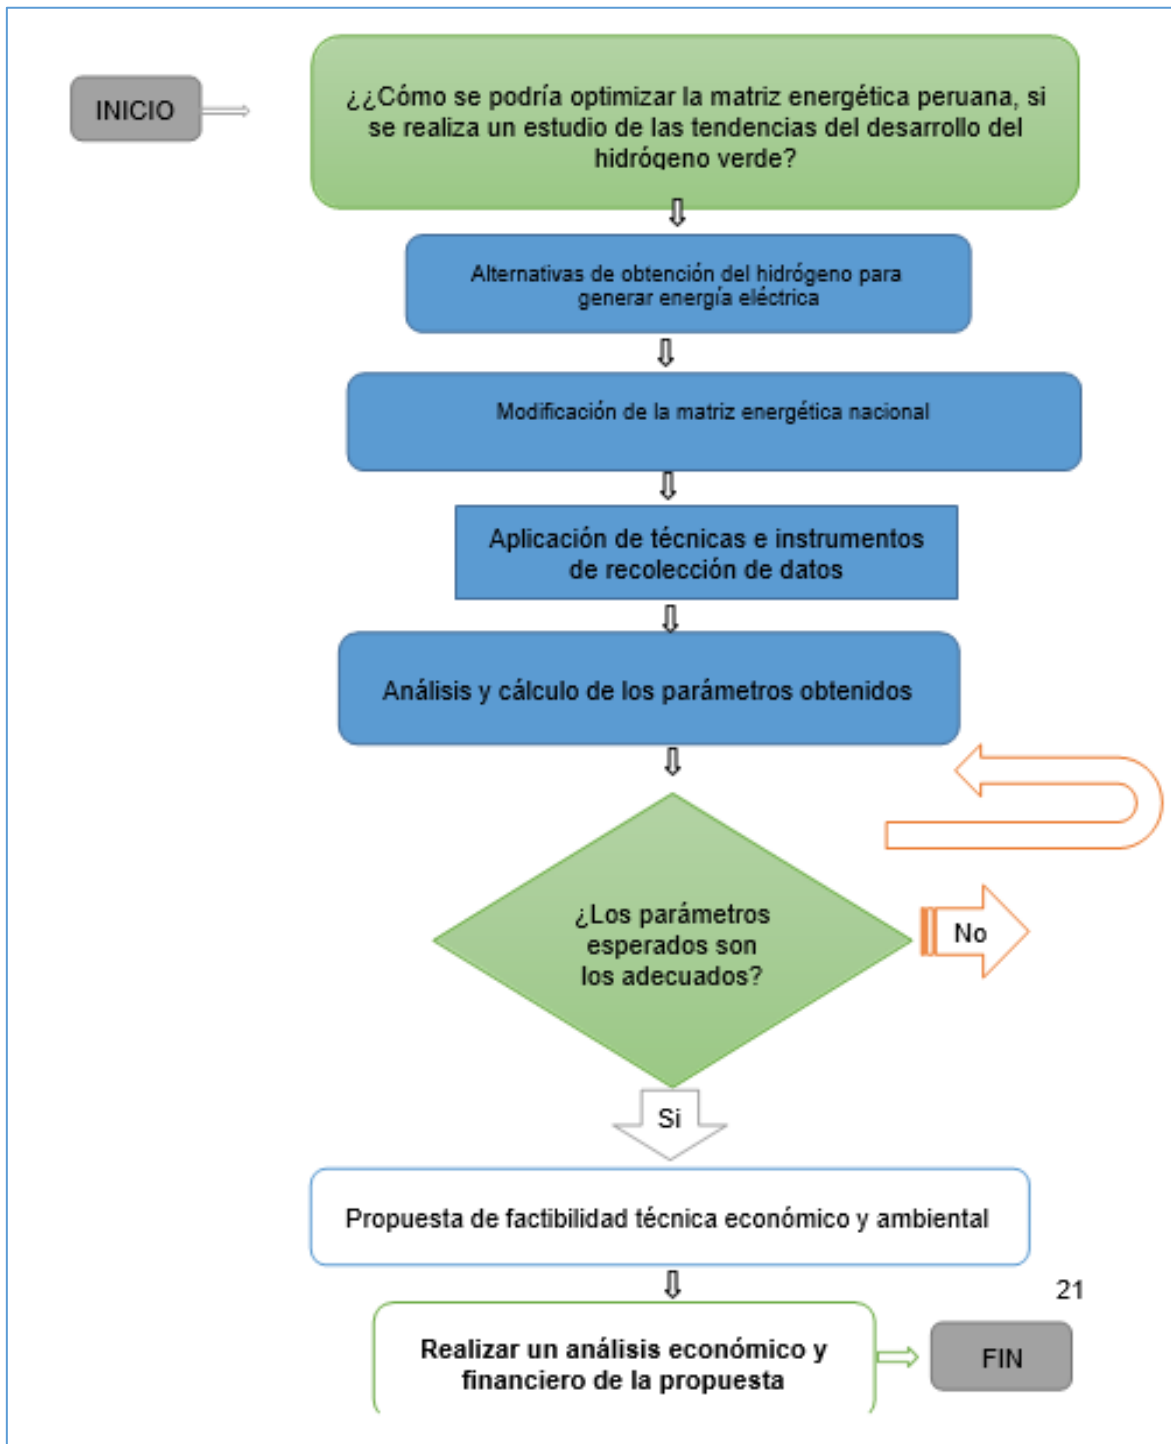 INICIO
¿¿Cómo se podría optimizar la matriz energética peruana, si
se realiza un estudio de las tendencias del desarrollo del
hidrógeno verde?
Alternativas de obtención del hidrógeno para
generar energía eléctrica
Modificación de la matriz energética nacional
Aplicación de técnicas e instrumentos
de recolección de datos
Análisis y cálculo de los parámetros obtenidos
¿Los parámetros
esperados son
los adecuados?
No
Si
Propuesta de factibilidad técnica económico y ambiental
21
Realizar un análisis económico y
financiero de la propuesta
FIN